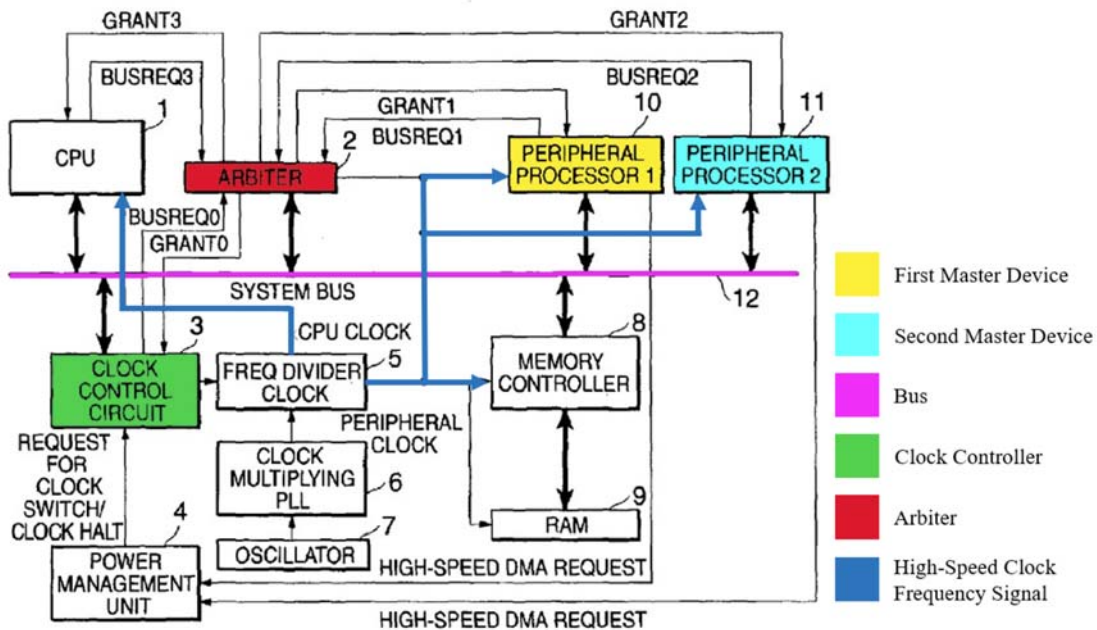 GRANT3
GRANT2
BUSREQ3
BUSREQ2
1
GRANT1
10
11
CPU
2
BUSREQ1
PERIPHERAL
PROCESSOR 1
PERIPHERAL
PROCESSOR 2
ARBITER
BUSREQ0
GRANT0
SYSTEM BUS
12
3
CPU CLOCK
5
8
CLOCK
CONTROL
CIRCUIT
FREQ DIVIDER
CLOCK
MEMORY
CONTROLLER
PERIPHERAL
CLOCK
REQUEST
FOR
CLOCK
SWITCH/
CLOCK HALT
CLOCK
MULTIPLYING
PLL
6
4
7
9
OSCILLATOR
RAM
POWER
MANAGEMENT
UNIT
HIGH-SPEED DMA REQUEST
HIGH-SPEED DMA REQUEST
First Master Device
Second Master Device
Bus
Clock Controller
Arbiter
High-Speed Clock
Frequency Signal